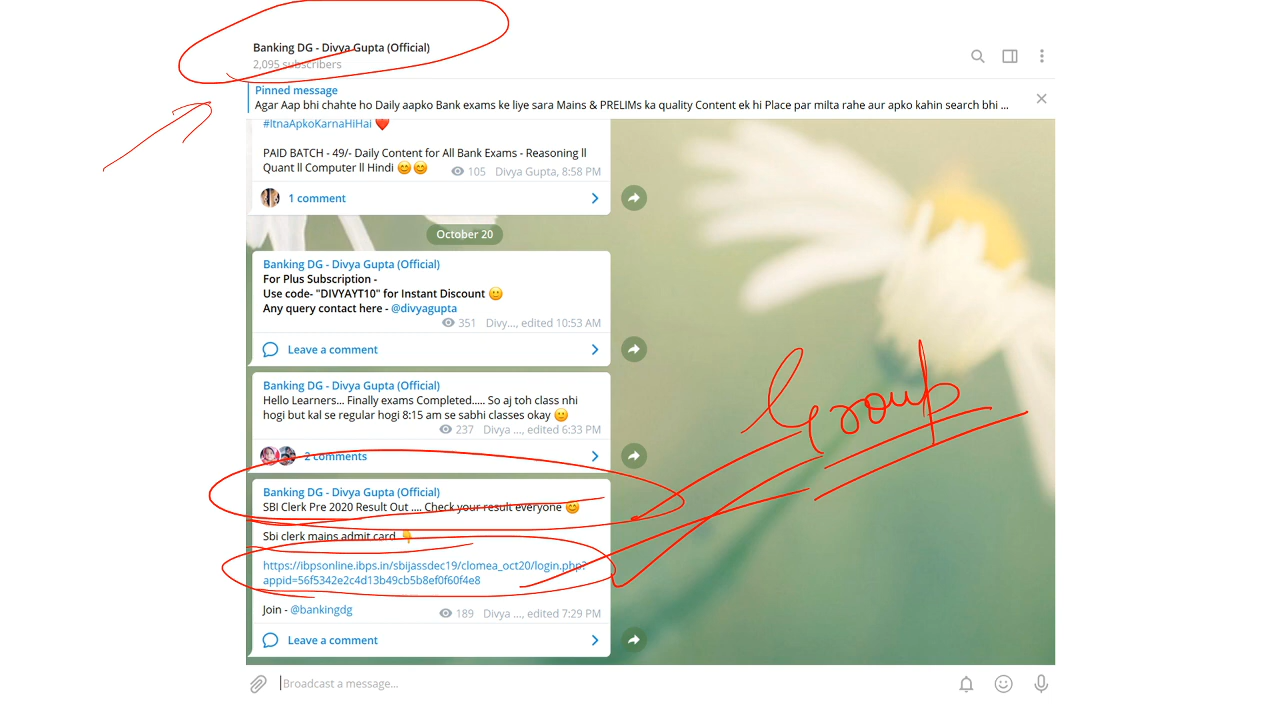 Banking DG - Divya Gupta (Official)
2,095 subscribers
Pinned message
Agar Aap bhi chahte ho Daily aapko Bank exams ke liye sara Mains & PRELIMs ka quality Content ek hi Place par milta rahe aur apko kahin search bhi ...
#ItnaApkoKarnaHiHai ❤️
PAID BATCH - 49/- Daily Content for All Bank Exams - Reasoning ll
Quant ll Computer ll Hindi 😊😊
105 Divya Gupta, 8:58 PM
1 comment
October 20
Banking DG - Divya Gupta (Official)
For Plus Subscription -
Use code- "DIVYAYT10" for Instant Discount 🙂
Any query contact here - @divyagupta
351 Divy..., edited 10:53 AM
Leave a comment
Banking DG - Divya Gupta (Official)
Hello Learners... Finally exams Completed..... So aj toh class nhi
hogi but kal se regular hogi 8:15 am se sabhi classes okay 🙂
237 Divya ..., edited 6:33 PM
2 comments
Group
Banking DG - Divya Gupta (Official)
SBI Clerk Pre 2020 Result Out .... Check your result everyone 😊
Sbi clerk mains admit card 👇
https://ibpsonline.ibps.in/sbijassdec19/clomea_oct20/login.php?
appid=56f5342e2c4d13b49cb5b8ef0f60f4e8
Join - @bankingdg
189 Divya ..., edited 7:29 PM
Leave a comment
Broadcast a message...